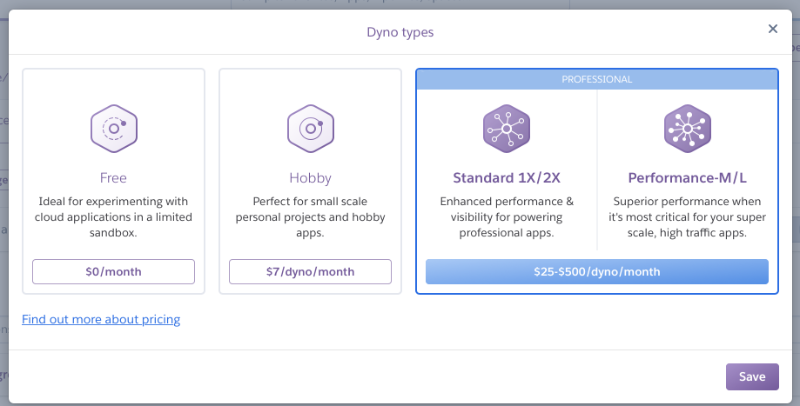 Dyno types
×
Free
Ideal for experimenting with
cloud applications in a limited
sandbox.
$0/month
Hobby
Perfect for small scale
personal projects and hobby
apps.
$7/dyno/month
PROFESSIONAL
Standard 1X/2X
Enhanced performance &
visibility for powering
professional apps.
Performance-M/L
Superior performance when
it's most critical for your super
scale, high traffic apps.
$25-$500/dyno/month
Find out more about pricing
Save